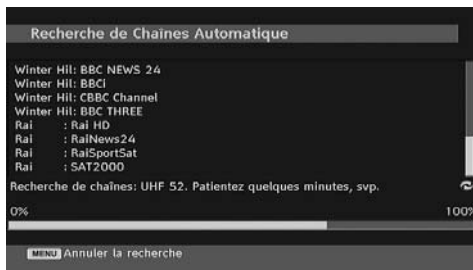 Recherche de Chaînes Automatique
Winter Hil: BBC NEWS 24
Winter Hil: BBCi
Winter Hil: CBBC Channel
Winter Hil: BBC THREE
Rai : Rai HD
Rai : RaiNews24
Rai : RaiSportSat
Rai : SAT2000
Recherche de chaînes: UHF 52. Patientez quelques minutes, svp.
0% 100%
MENU Annuler la recherche